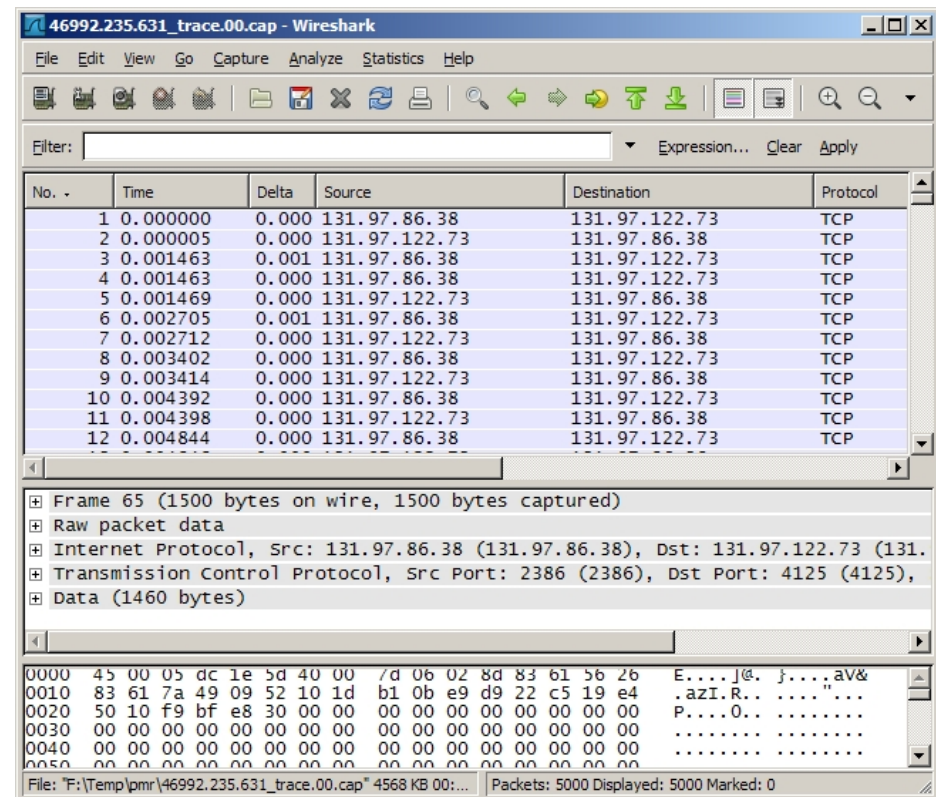 46992.235.631_trace.00.cap - Wireshark
File Edit View Go Capture Analyze Statistics Help
Filter: Expression... Clear Apply
No. Time Delta Source Destination Protocol
1 0.000000 0.000 131.97.86.38 131.97.122.73 TCP
2 0.000005 0.000 131.97.122.73 131.97.86.38 TCP
3 0.001463 0.001 131.97.86.38 131.97.122.73 TCP
4 0.001463 0.000 131.97.86.38 131.97.122.73 TCP
5 0.001469 0.000 131.97.122.73 131.97.86.38 TCP
6 0.002705 0.001 131.97.86.38 131.97.122.73 TCP
7 0.002712 0.000 131.97.122.73 131.97.86.38 TCP
8 0.003402 0.000 131.97.86.38 131.97.122.73 TCP
9 0.003414 0.000 131.97.122.73 131.97.86.38 TCP
10 0.004392 0.000 131.97.86.38 131.97.122.73 TCP
11 0.004398 0.000 131.97.122.73 131.97.86.38 TCP
12 0.004844 0.000 131.97.86.38 131.97.122.73 TCP
Frame 65 (1500 bytes on wire, 1500 bytes captured)
Raw packet data
Internet Protocol, Src: 131.97.86.38 (131.97.86.38), Dst: 131.97.122.73 (131.
Transmission Control Protocol, Src Port: 2386 (2386), Dst Port: 4125 (4125),
Data (1460 bytes)
0000 45 00 05 dc 1e 5d 40 00 7d 06 02 8d 83 61 56 26 E....]@. }....aV&
0010 83 61 7a 49 09 52 10 1d b1 0b e9 d9 22 c5 19 e4 .azI.R.. ...."...
0020 50 10 f9 bf e8 30 00 00 00 00 00 00 00 00 00 00 P....0.. ........
0030 00 00 00 00 00 00 00 00 00 00 00 00 00 00 00 00 ........ ........
0040 00 00 00 00 00 00 00 00 00 00 00 00 00 00 00 00 ........ ........
0050 00 00 00 00 00 00 00 00 00 00 00 00 00 00 00 00
File: "F:\Temp\pmr\46992.235.631_trace.00.cap" 4568 KB 00:... Packets: 5000 Displayed: 5000 Marked: 0